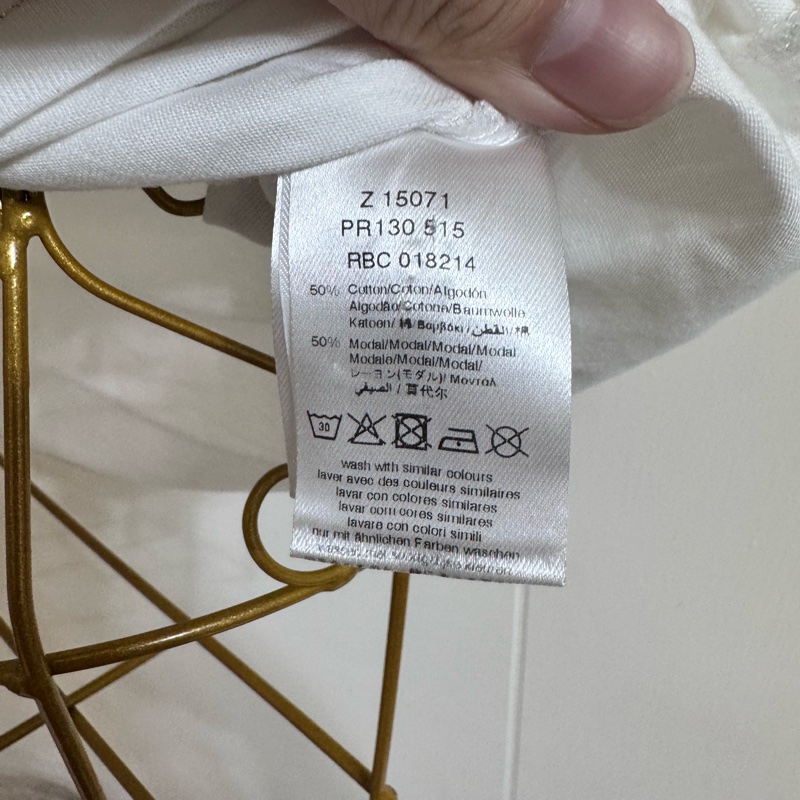 Z 15071
PR130 515
RBC 018214
50% Cotton/Coton/Algodón
Algodão/Cotone/Baumwolle
Katoen/ 棉/Βαμβάκι /القطن/
50% Modal/Modal/Modal/Modal
Modale/Modal/Modal/
レーヨン(モダル)/ Μοντάλ
莫代尔 /
30
wash with similar colours
laver avec des couleurs similaires
lavar con colores similares
lavar com cores similares
lavare con colori simili
nur mit ähnlichen Farben waschen